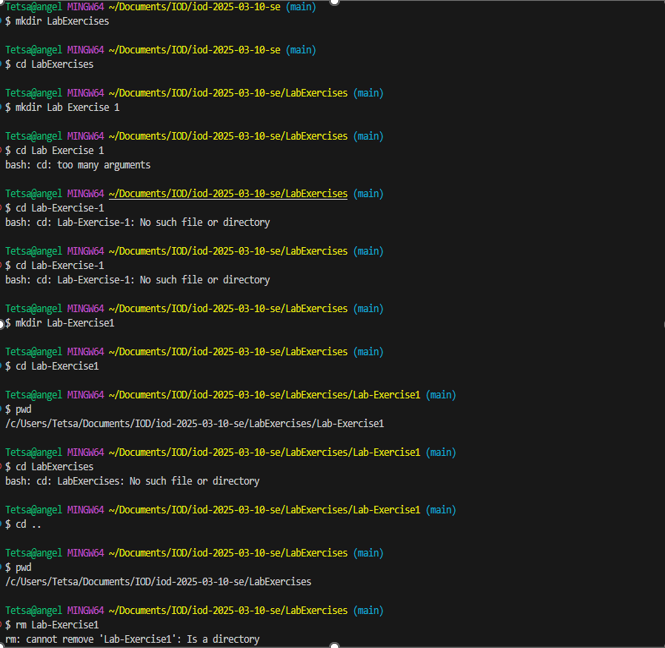 Tetsa@angel MINGW64 ~/Documents/IOD/iod-2025-03-10-se (main)
$ mkdir LabExercises
Tetsa@angel MINGW64 ~/Documents/IOD/iod-2025-03-10-se (main)
$ cd LabExercises
Tetsa@angel MINGW64 ~/Documents/IOD/iod-2025-03-10-se/LabExercises (main)
$ mkdir Lab Exercise 1
Tetsa@angel MINGW64 ~/Documents/IOD/iod-2025-03-10-se/LabExercises (main)
$ cd Lab Exercise 1
bash: cd: too many arguments
Tetsa@angel MINGW64 ~/Documents/IOD/iod-2025-03-10-se/LabExercises (main)
$ cd Lab-Exercise-1
bash: cd: Lab-Exercise-1: No such file or directory
Tetsa@angel MINGW64 ~/Documents/IOD/iod-2025-03-10-se/LabExercises (main)
$ cd Lab-Exercise-1
bash: cd: Lab-Exercise-1: No such file or directory
Tetsa@angel MINGW64 ~/Documents/IOD/iod-2025-03-10-se/LabExercises (main)
$ mkdir Lab-Exercise1
Tetsa@angel MINGW64 ~/Documents/IOD/iod-2025-03-10-se/LabExercises (main)
$ cd Lab-Exercise1
Tetsa@angel MINGW64 ~/Documents/IOD/iod-2025-03-10-se/LabExercises/Lab-Exercise1 (main)
$ pwd
/c/Users/Tetsa/Documents/IOD/iod-2025-03-10-se/LabExercises/Lab-Exercise1
Tetsa@angel MINGW64 ~/Documents/IOD/iod-2025-03-10-se/LabExercises/Lab-Exercise1 (main)
$ cd LabExercises
bash: cd: LabExercises: No such file or directory
Tetsa@angel MINGW64 ~/Documents/IOD/iod-2025-03-10-se/LabExercises/Lab-Exercise1 (main)
$ cd ..
Tetsa@angel MINGW64 ~/Documents/IOD/iod-2025-03-10-se/LabExercises (main)
$ pwd
/c/Users/Tetsa/Documents/IOD/iod-2025-03-10-se/LabExercises
Tetsa@angel MINGW64 ~/Documents/IOD/iod-2025-03-10-se/LabExercises (main)
$ rm Lab-Exercise1
rm: cannot remove 'Lab-Exercise1': Is a directory